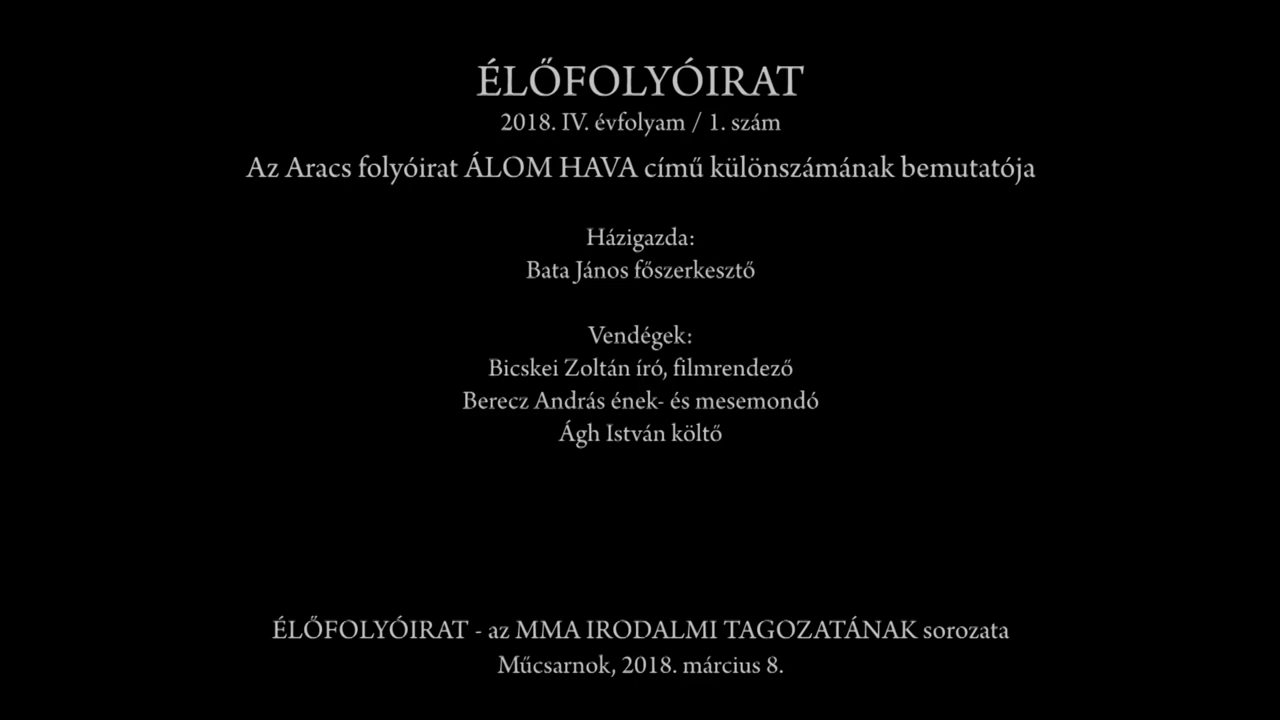 ÉLŐFOLYÓIRAT
2018. IV. évfolyam / 1. szám
Az Aracs folyóirat ÁLOM HAVA című különszámának bemutatója
Házigazda:
Bata János főszerkesztő
Vendégek:
Bicskei Zoltán író, filmrendező
Berecz András ének- és mesemondó
Ágh István költő
ÉLŐFOLYÓIRAT - az MMA IRODALMI TAGOZATÁNAK sorozata
Műcsarnok, 2018. március 8.